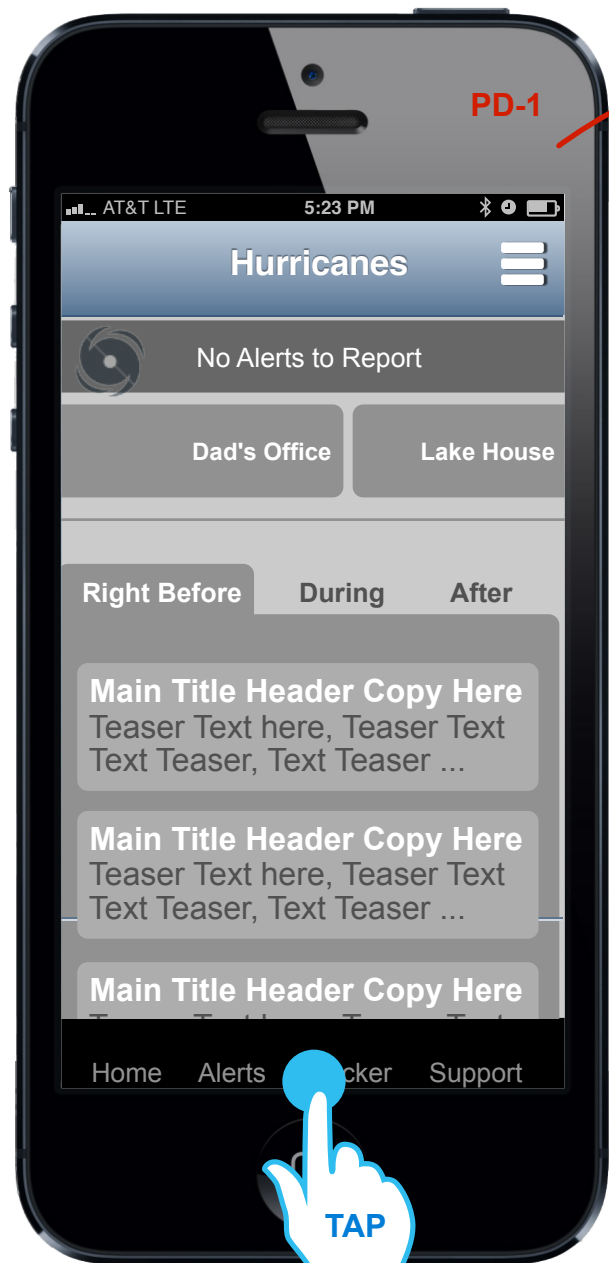 PD-1
AT&T LTE 5:23 PM
Hurricanes
No Alerts to Report
Dad's Office Lake House
Right Before During After
Main Title Header Copy Here
Teaser Text here, Teaser Text
Text Teaser, Text Teaser ...
Main Title Header Copy Here
Teaser Text here, Teaser Text
Text Teaser, Text Teaser ...
Main Title Header Copy Here
Home Alerts cker Support
TAP